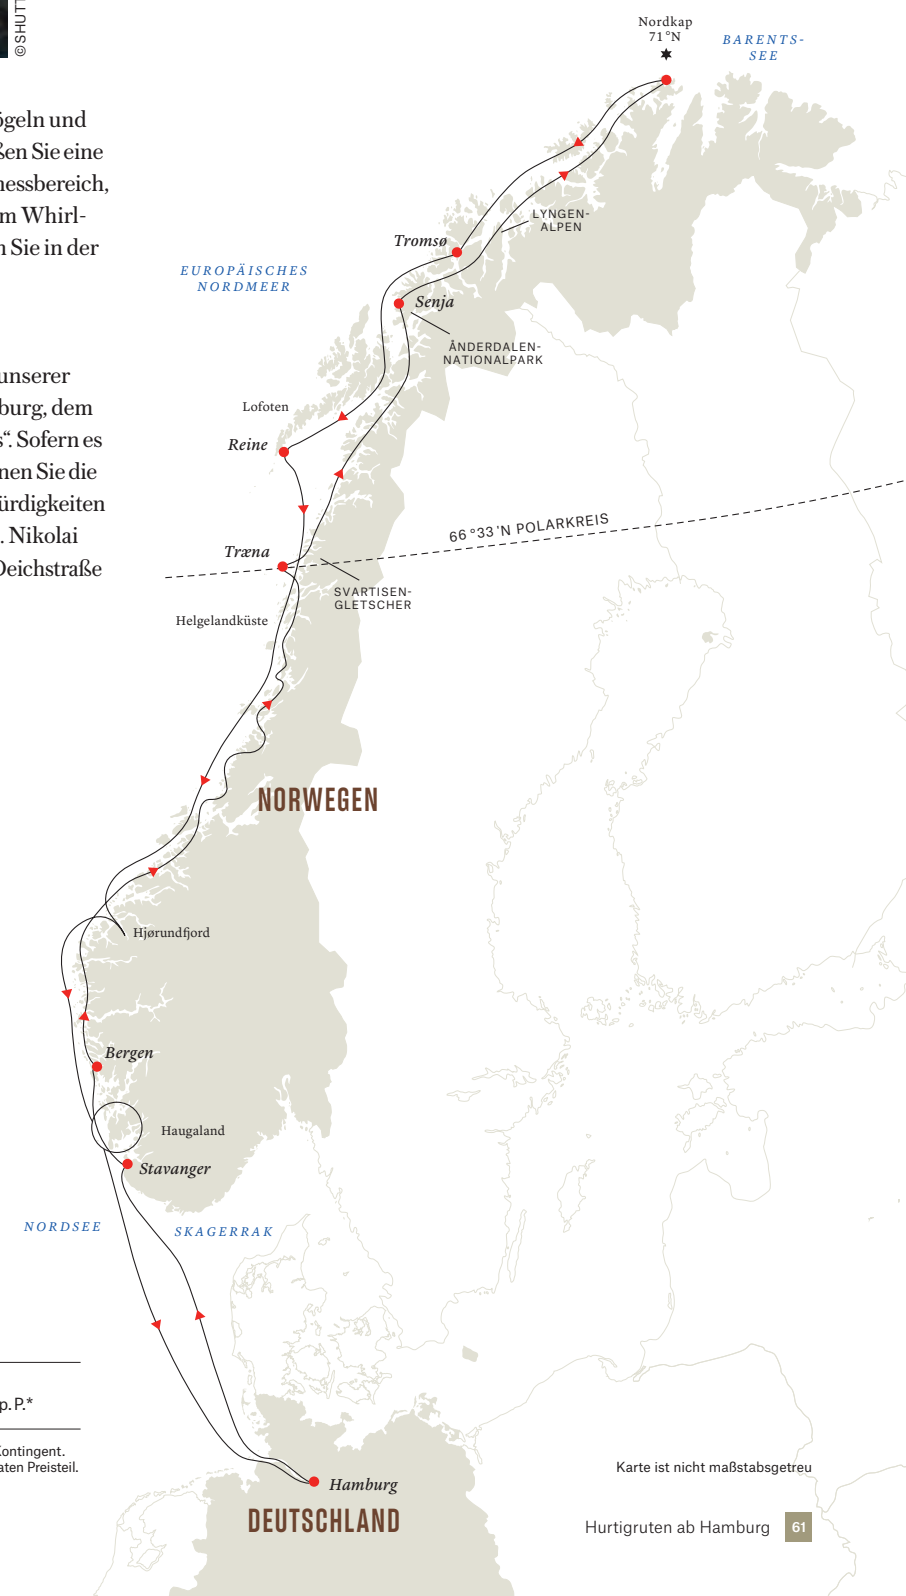 ©SHUTT
ögeln und
ßen Sie eine
nessbereich,
m Whirl-
n Sie in der
unserer
burg, dem
s“. Sofern es
nen Sie die
ürdigkeiten
. Nikolai
Deichstraße
p.P.*
Kontingent.
aten Preisteil.
Nordkap
71°N
BARENTS-
SEE
LYNGEN-
ALPEN
Tromsø
EUROPÄISCHES
NORDMEER
Senja
ÅNDERDALEN-
NATIONALPARK
Lofoten
Reine
66°33'N POLARKREIS
Træna
SVARTISEN-
GLETSCHER
Helgelandküste
NORWEGEN
Hjørundfjord
Bergen
Haugaland
Stavanger
NORDSEE
SKAGERRAK
Hamburg
DEUTSCHLAND
Karte ist nicht maßstabsgetreu
Hurtigruten ab Hamburg 61